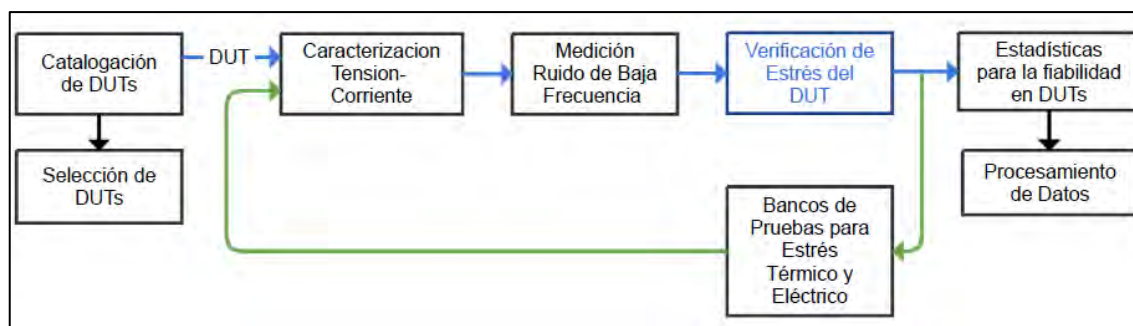 Catalogación
de DUTs
DUT
Caracterizacion
Tension-
Corriente
Medición
Ruido de Baja
Frecuencia
Verificación de
Estrés del
DUT
Estadísticas
para la fiabilidad
en DUTs
Selección de
DUTs
Procesamiento
de Datos
Bancos de
Pruebas para
Estrés
Térmico y
Eléctrico